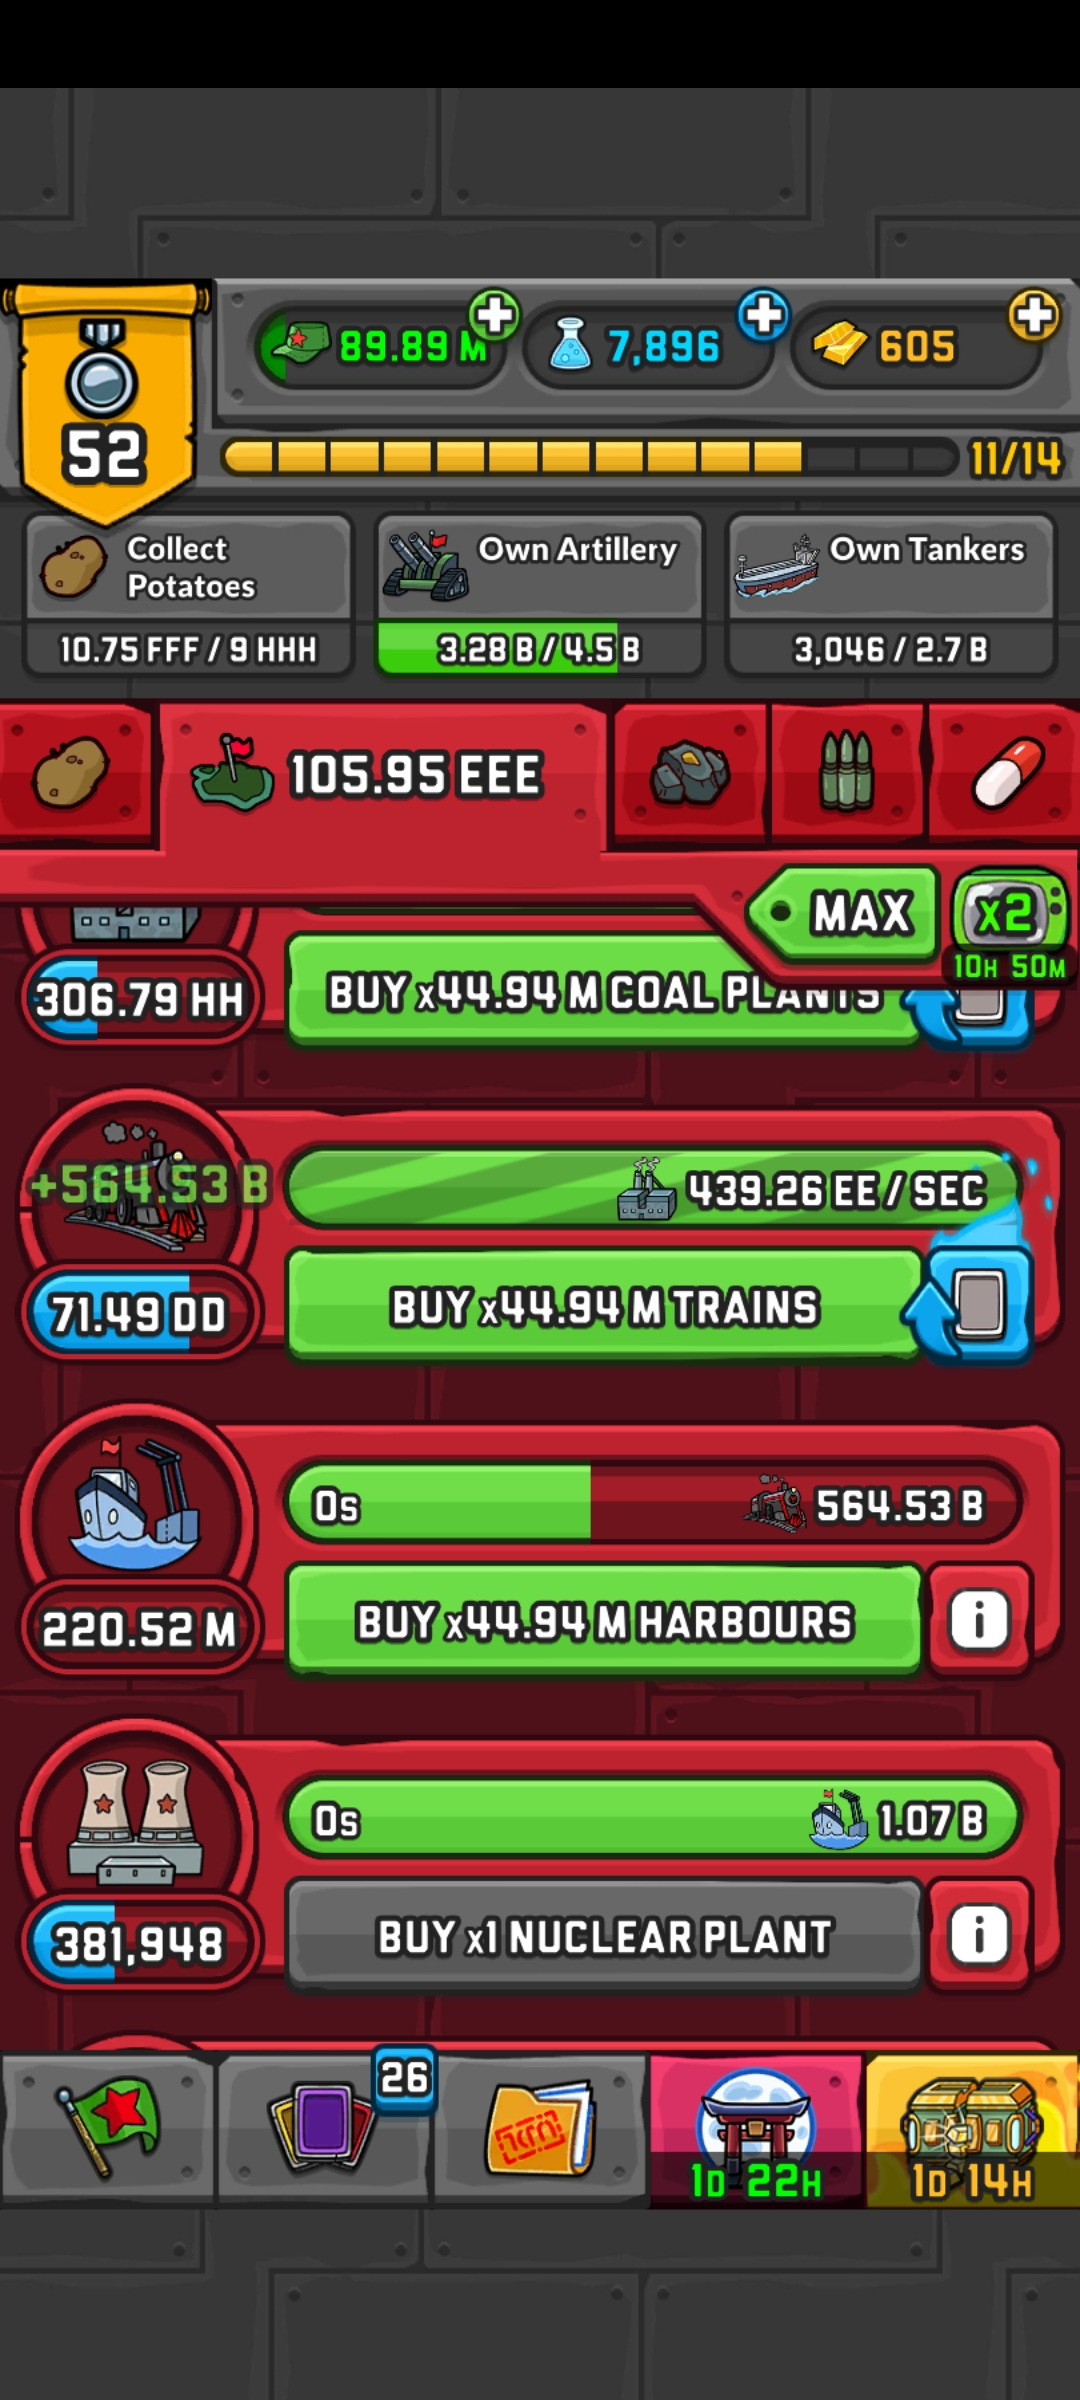 89.89 M
7,896
605
52
11/14
Collect
Potatoes
10.75 FFF / 9 HHH
Own Artillery
3.28 B / 4.5 B
Own Tankers
3,046 / 2.7 B
105.95 EEE
MAX
x2
10H 50M
306.79 HH
BUY x44.94 M COAL PLANTS
+564.53 B
439.26 EE / SEC
71.49 DD
BUY x44.94 M TRAINS
0s
564.53 B
220.52 M
BUY x44.94 M HARBOURS
i
0s
1.07 B
381,948
BUY x1 NUCLEAR PLANT
i
26
1D 22H
1D 14H